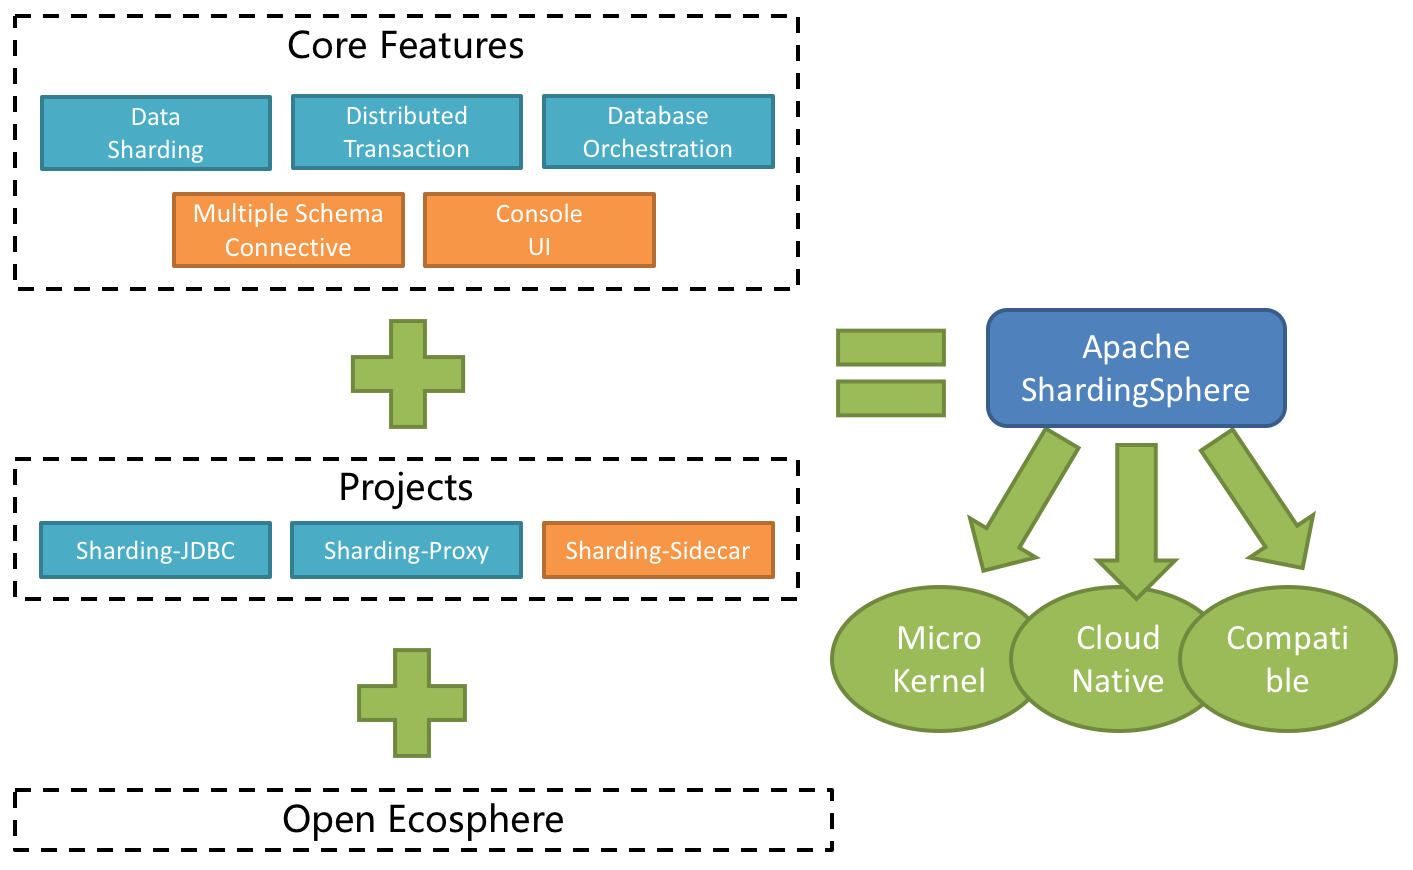 Core Features
Data
Sharding
Distributed
Transaction
Database
Orchestration
Multiple Schema
Connective
Console
UI
Projects
Sharding-JDBC
Sharding-Proxy
Sharding-Sidecar
Open Ecosphere
Apache
ShardingSphere
Micro
Kernel
Cloud
Native
Compati
ble